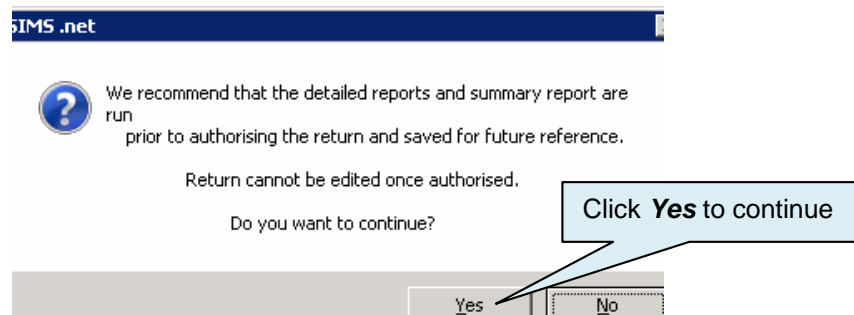 SIMS .net
We recommend that the detailed reports and summary report are
run
prior to authorising the return and saved for future reference.
Return cannot be edited once authorised.
Do you want to continue?
Click Yes to continue
Yes
No